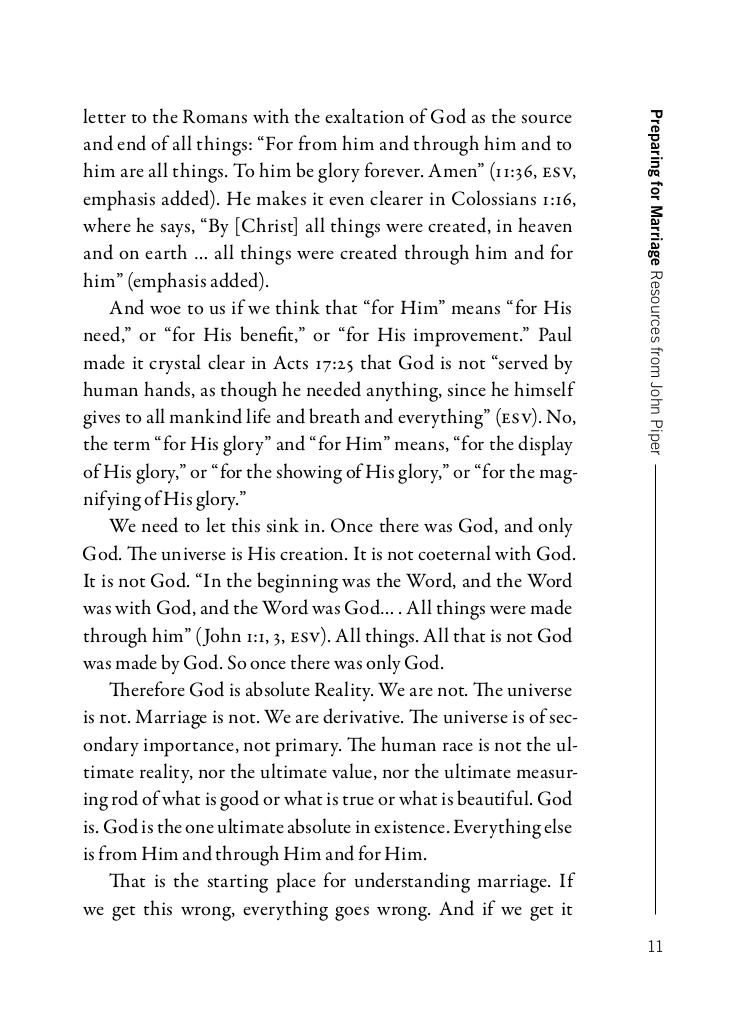 letter to the Romans with the exaltation of God as the source
and end of all things: “For from him and through him and to
him are all things. To him be glory forever. Amen” (11:36, ESV,
emphasis added). He makes it even clearer in Colossians 1:16,
where he says, “By [Christ] all things were created, in heaven
and on earth ... all things were created through him and for
him” (emphasis added).
And woe to us if we think that “for Him” means “for His
need,” or “for His benefit,” or “for His improvement.” Paul
made it crystal clear in Acts 17:25 that God is not “served by
human hands, as though he needed anything, since he himself
gives to all mankind life and breath and everything” (ESV). No,
the term “for His glory” and “for Him” means, “for the display
of His glory,” or “for the showing of His glory,” or “for the mag-
nifying of His glory.”
We need to let this sink in. Once there was God, and only
God. The universe is His creation. It is not coeternal with God.
It is not God. “In the beginning was the Word, and the Word
was with God, and the Word was God... . All things were made
through him” (John 1:1, 3, ESV). All things. All that is not God
was made by God. So once there was only God.
Therefore God is absolute Reality. We are not. The universe
is not. Marriage is not. We are derivative. The universe is of sec-
ondary importance, not primary. The human race is not the ul-
timate reality, nor the ultimate value, nor the ultimate measur-
ing rod of what is good or what is true or what is beautiful. God
is. God is the one ultimate absolute in existence. Everything else
is from Him and through Him and for Him.
That is the starting place for understanding marriage. If
we get this wrong, everything goes wrong. And if we get it
Preparing for Marriage Resources from John Piper
11